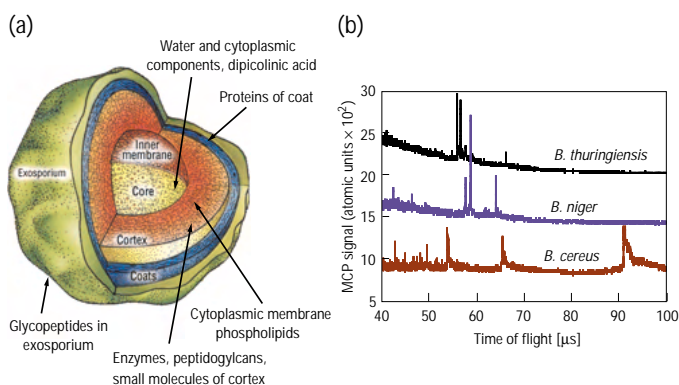 (a)
Water and cytoplasmic
components, dipicolinic acid
Proteins of coat
Inner
membrane
Exosporium
Core
Cortex
Coats
Glycopeptides in
exosporium
Cytoplasmic membrane
phospholipids
Enzymes, peptidogylcans,
small molecules of cortex
(b)
MCP signal (atomic units × 10²)
30
25
20
15
10
5
B. thuringiensis
B. niger
B. cereus
40 50 60 70 80 90 100
Time of flight [µs]